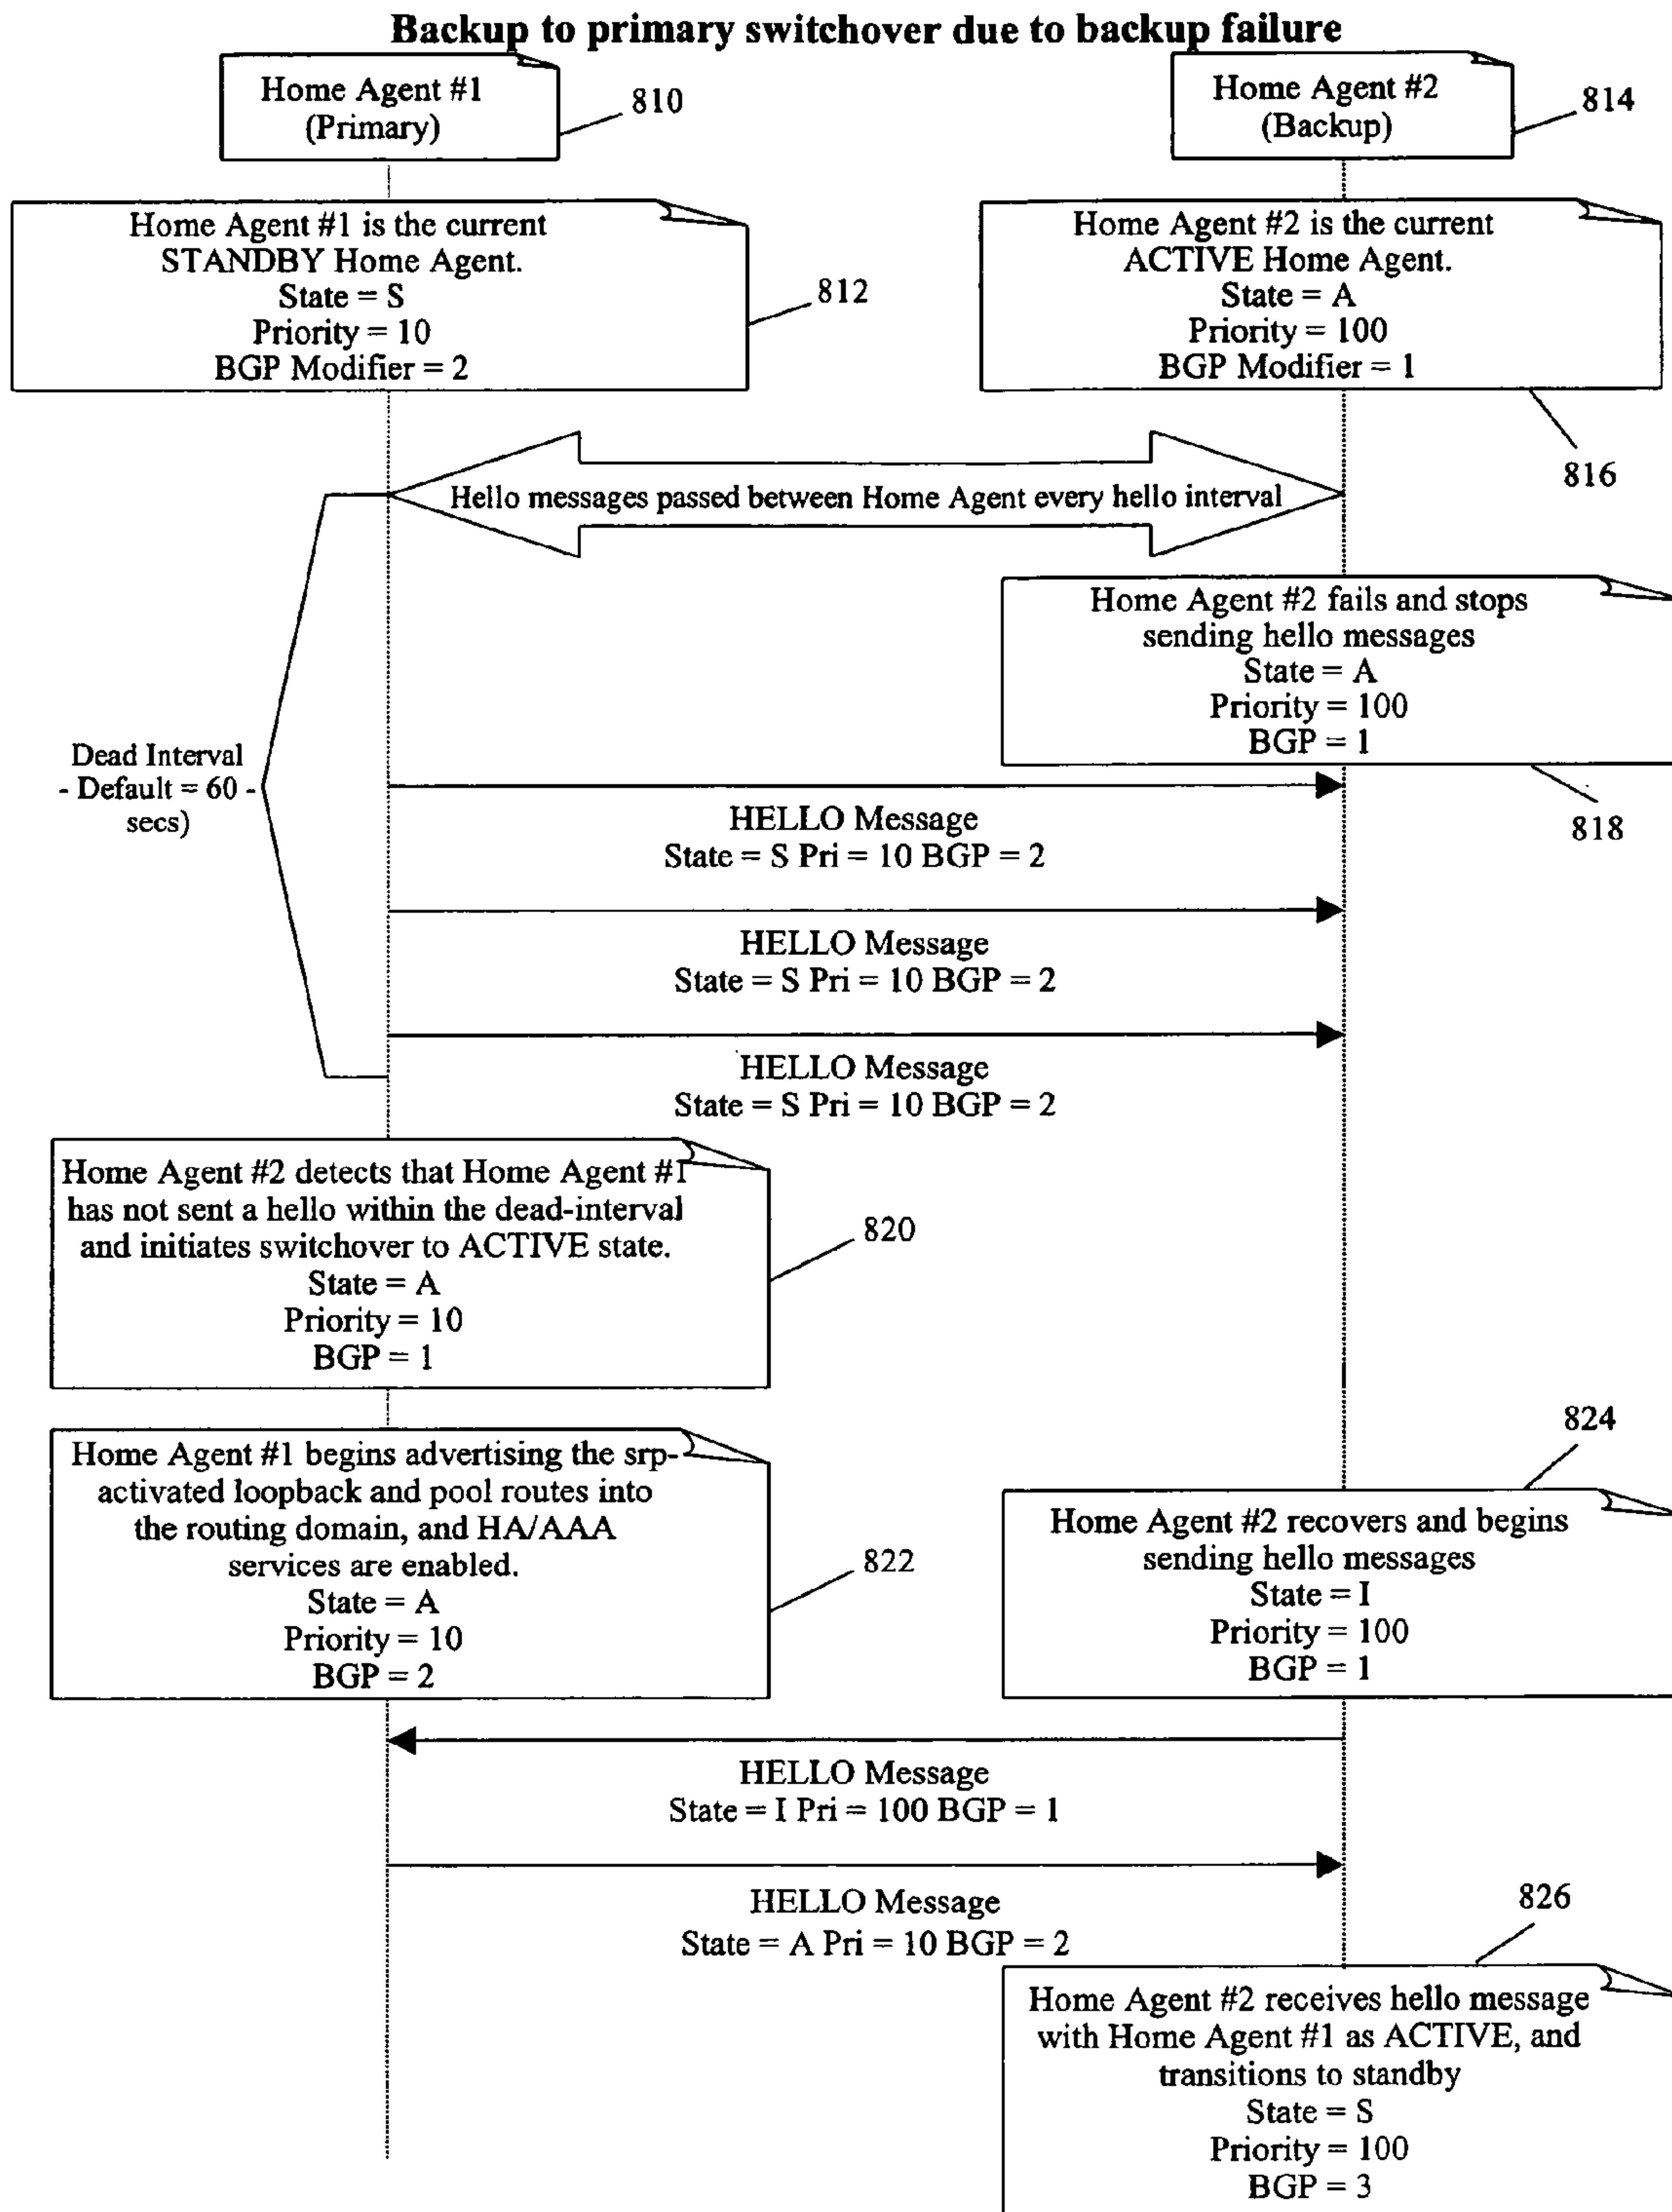 Backup to primary switchover due to backup failure
Home Agent #1
(Primary)
810
Home Agent #2
(Backup)
814
Home Agent #1 is the current
STANDBY Home Agent.
State = S
Priority = 10
BGP Modifier = 2
812
Home Agent #2 is the current
ACTIVE Home Agent.
State = A
Priority = 100
BGP Modifier = 1
816
Hello messages passed between Home Agent every hello interval
Home Agent #2 fails and stops
sending hello messages
State = A
Priority = 100
BGP = 1
818
Dead Interval
- Default = 60 -
secs)
HELLO Message
State = S Pri = 10 BGP = 2
HELLO Message
State = S Pri = 10 BGP = 2
HELLO Message
State = S Pri = 10 BGP = 2
Home Agent #2 detects that Home Agent #1
has not sent a hello within the dead-interval
and initiates switchover to ACTIVE state.
State = A
Priority = 10
BGP = 1
820
Home Agent #1 begins advertising the srp-
activated loopback and pool routes into
the routing domain, and HA/AAA
services are enabled.
State = A
Priority = 10
BGP = 2
822
824
Home Agent #2 recovers and begins
sending hello messages
State = I
Priority = 100
BGP = 1
HELLO Message
State = I Pri = 100 BGP = 1
HELLO Message
State = A Pri = 10 BGP = 2
826
Home Agent #2 receives hello message
with Home Agent #1 as ACTIVE, and
transitions to standby
State = S
Priority = 100
BGP = 3